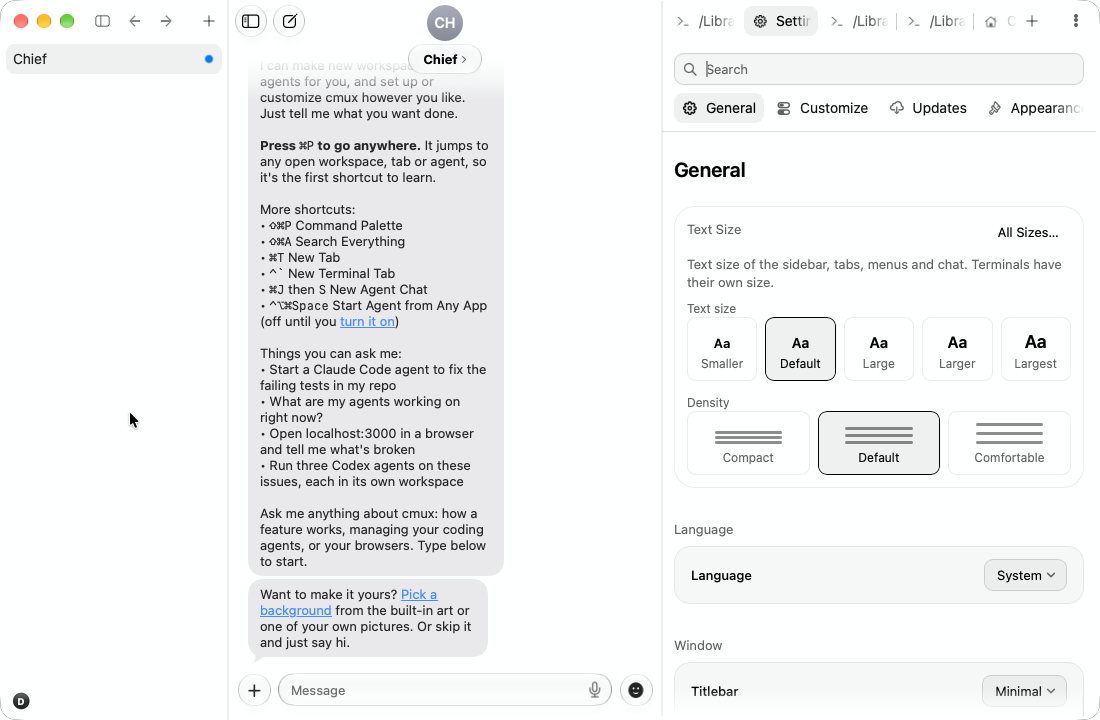 Chief
D
CH
Chief
I can make new workspac
agents for you, and set up or
customize cmux however you like.
Just tell me what you want done.
Press ⌘P to go anywhere. It jumps to
any open workspace, tab or agent, so
it's the first shortcut to learn.
More shortcuts:
• ⇧⌘P Command Palette
• ⇧⌘A Search Everything
• ⌘T New Tab
• ^` New Terminal Tab
• ⌘J then S New Agent Chat
• ^⌥⌘Space Start Agent from Any App
(off until you turn it on)
Things you can ask me:
• Start a Claude Code agent to fix the
failing tests in my repo
• What are my agents working on
right now?
• Open localhost:3000 in a browser
and tell me what's broken
• Run three Codex agents on these
issues, each in its own workspace
Ask me anything about cmux: how a
feature works, managing your coding
agents, or your browsers. Type below
to start.
Want to make it yours? Pick a
background from the built-in art or
one of your own pictures. Or skip it
and just say hi.
Message
/Libra
Settin
/Libra
/Libra
Search
General
Customize
Updates
Appearanc
General
Text Size
All Sizes...
Text size of the sidebar, tabs, menus and chat. Terminals have
their own size.
Text size
Aa Aa Aa Aa Aa
Smaller Default Large Larger Largest
Density
Compact Default Comfortable
Language
Language
System
Window
Titlebar
Minimal